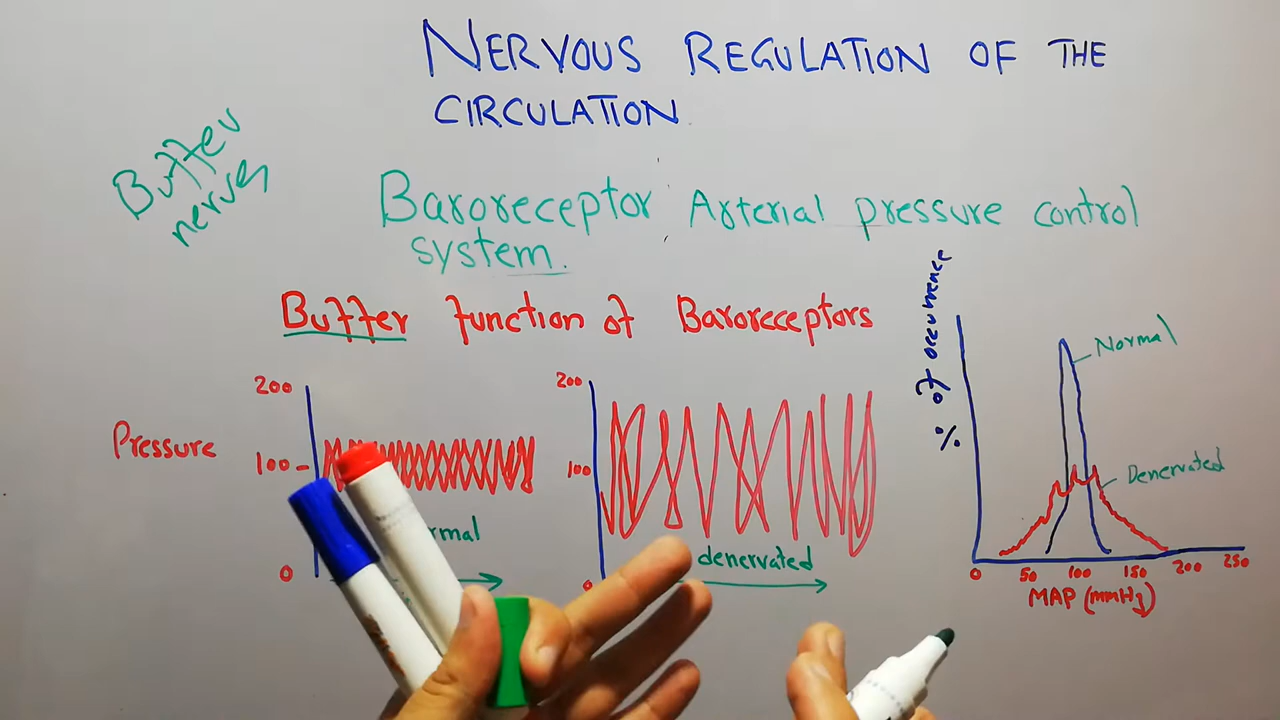 NERVOUS REGULATION OF THE
CIRCULATION
Buffer
nerves
Baroreceptor Arterial pressure control
system.
Buffer function of Baroreceptors
Pressure
200
100
0
200
100
denervated
% of occurrence
Normal
Denervated
0 50 100 150 200 250
MAP (mmHg)